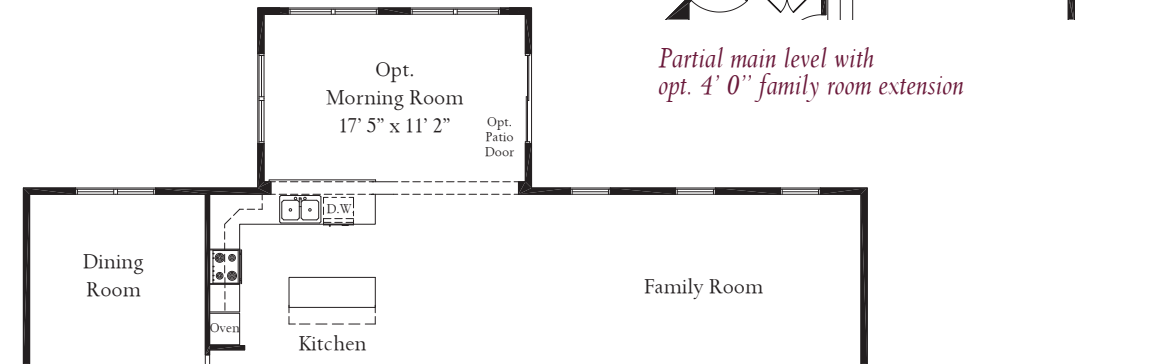 Partial main level with
opt. 4’ 0” family room extension
Opt.
Morning Room
17’ 5” x 11’ 2”
Opt.
Patio
Door
D.W
Dining
Room
Family Room
Oven
Kitchen